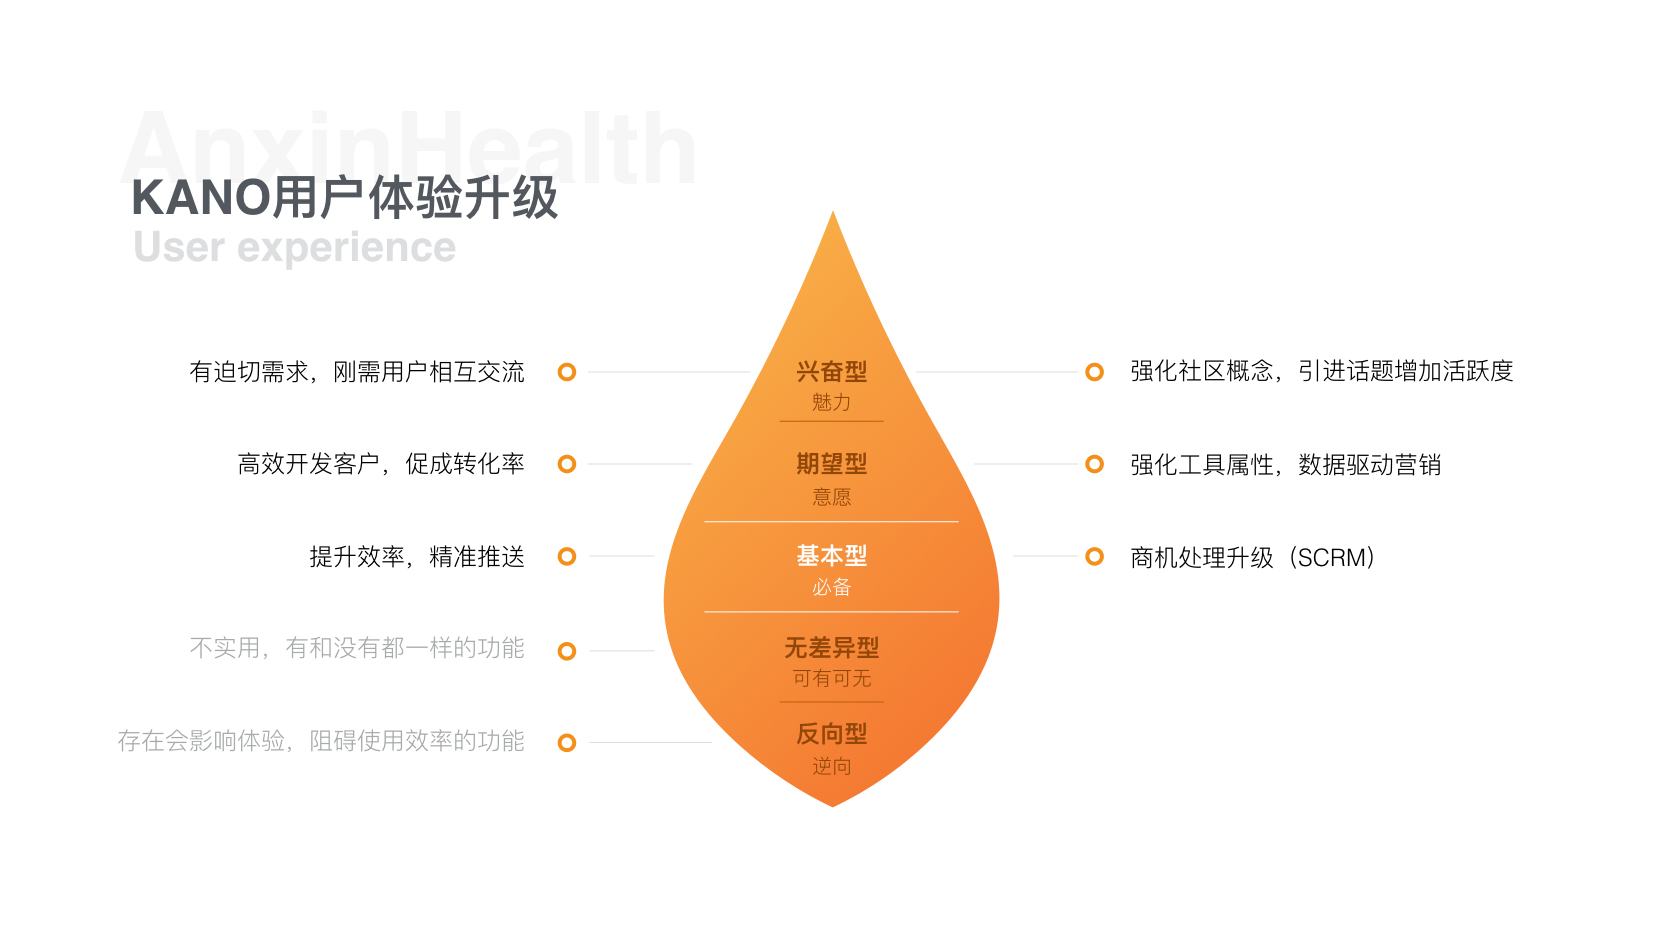 AnxinHealth
KANO用户体验升级
User experience
有迫切需求，刚需用户相互交流
兴奋型
魅力
强化社区概念，引进话题增加活跃度
高效开发客户，促成转化率
期望型
意愿
强化工具属性，数据驱动营销
提升效率，精准推送
基本型
必备
商机处理升级（SCRM）
不实用，有和没有都一样的功能
无差异型
可有可无
存在会影响体验，阻碍使用效率的功能
反向型
逆向